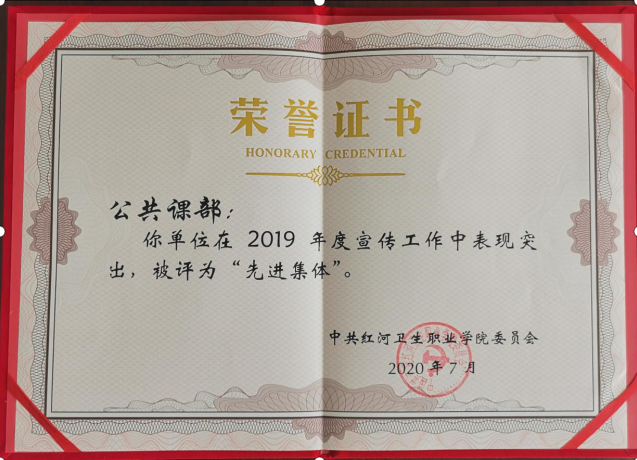 荣誉证书
HONORARY CREDENTIAL
公共课部：
你单位在 2019 年度宣传工作中表现突
出，被评为“先进集体”。
中共红河卫生职业学院委员会
2020 年 7 月